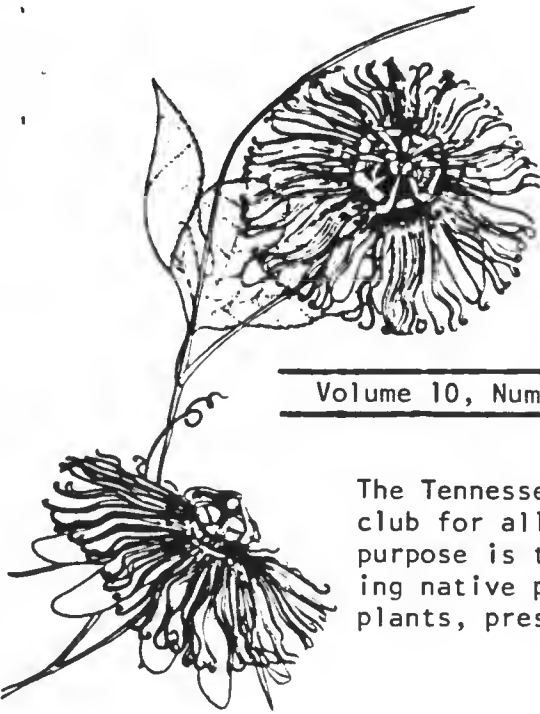 Volume 10, Num
The Tennesse
club for all
purpose is t
ing native p
plants, pres